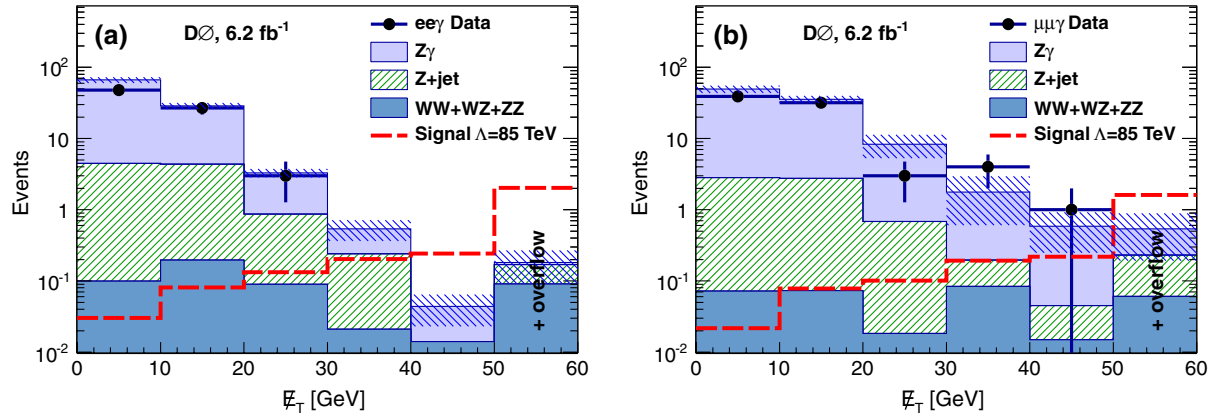 (a) DØ, 6.2 fb⁻¹
eeγ Data
Zγ
Z+jet
WW+WZ+ZZ
Signal Λ=85 TeV
Events
10²
10
1
10⁻¹
10⁻²
+ overflow
0 10 20 30 40 50 60
E̸_T [GeV]
(b) DØ, 6.2 fb⁻¹
μμγ Data
Zγ
Z+jet
WW+WZ+ZZ
Signal Λ=85 TeV
Events
10²
10
1
10⁻¹
10⁻²
+ overflow
0 10 20 30 40 50 60
E̸_T [GeV]